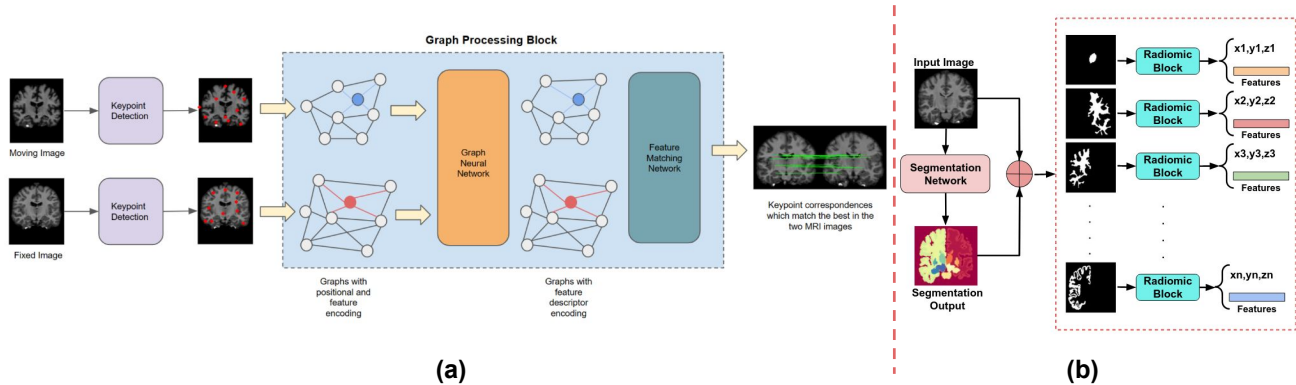 Graph Processing Block
Moving Image
Keypoint
Detection
Fixed Image
Keypoint
Detection
Graph
Neural
Network
Feature
Matching
Network
Graphs with
positional and
feature
encoding
Graphs with
feature
descriptor
encoding
Keypoint correspondences
which match the best in the
two MRI images
(a)
Input Image
Segmentation
Network
Segmentation
Output
Radiomic
Block
x1,y1,z1
Features
Radiomic
Block
x2,y2,z2
Features
Radiomic
Block
x3,y3,z3
Features
Radiomic
Block
xn,yn,zn
Features
(b)